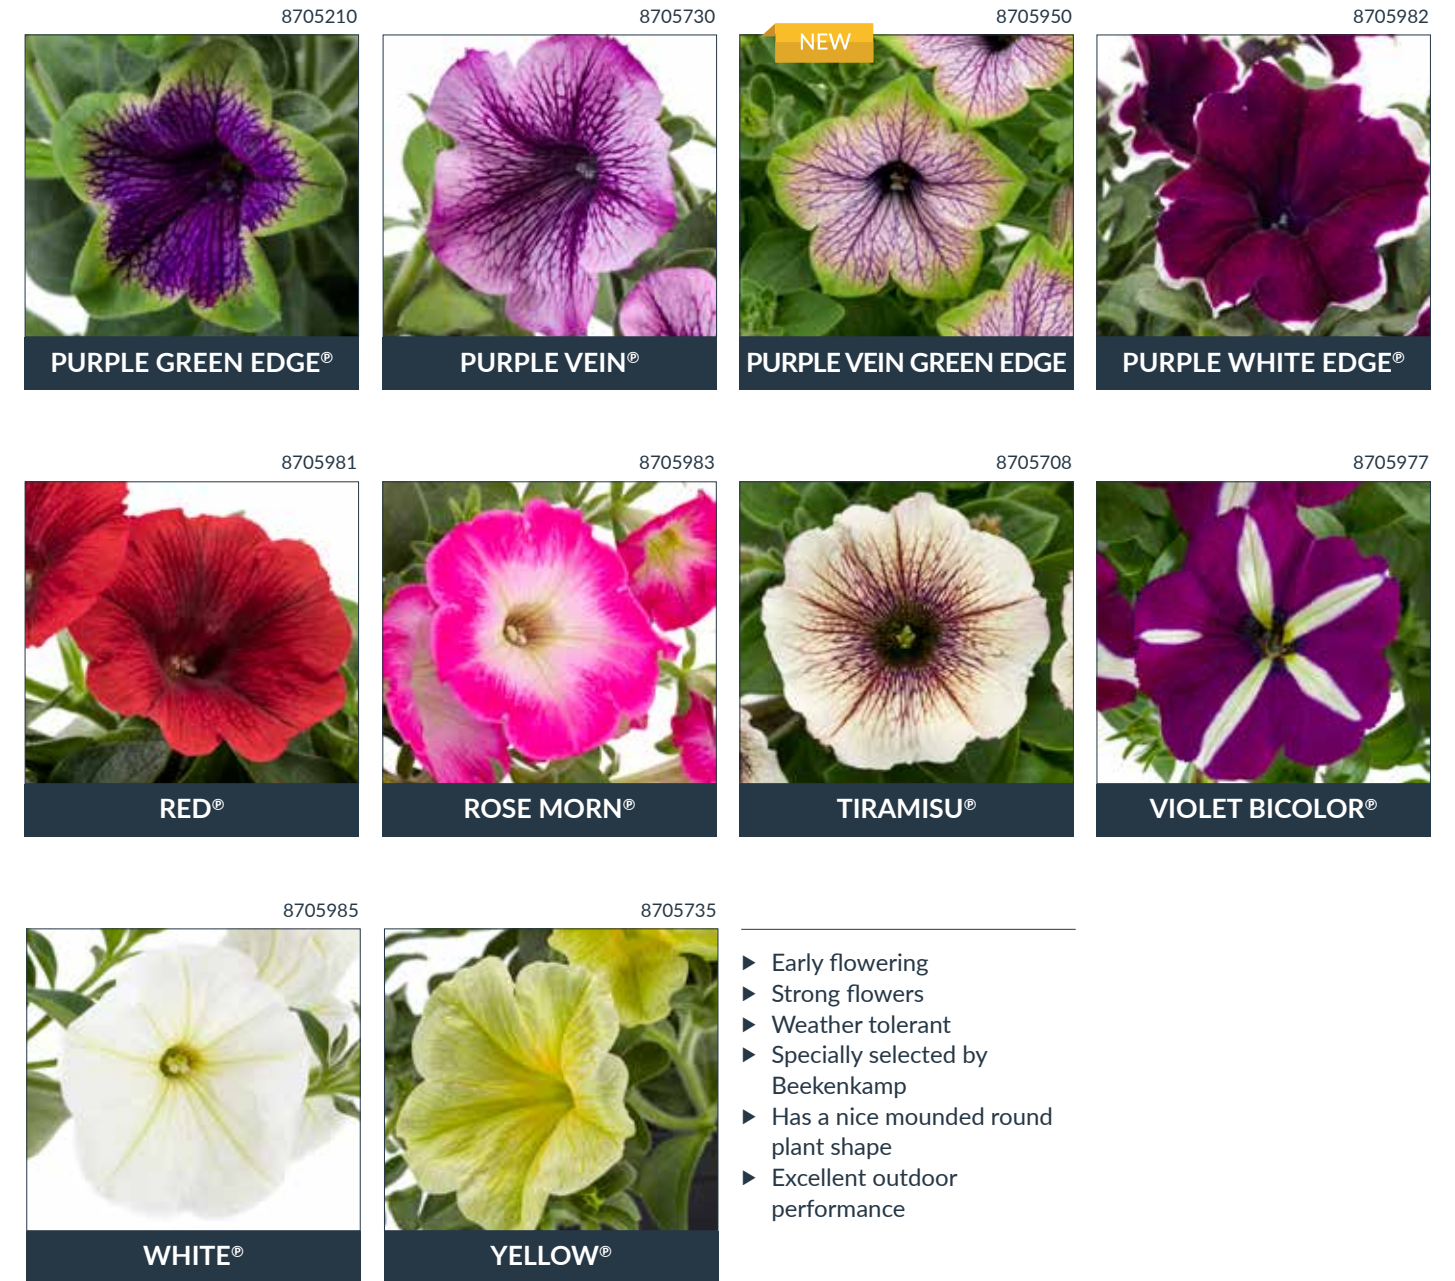 8705210
8705730
8705950
8705982
NEW
PURPLE GREEN EDGE℗
PURPLE VEIN℗
PURPLE VEIN GREEN EDGE
PURPLE WHITE EDGE℗
8705981
8705983
8705708
8705977
RED℗
ROSE MORN℗
TIRAMISU℗
VIOLET BICOLOR℗
8705985
8705735
WHITE℗
YELLOW℗
▶ Early flowering
▶ Strong flowers
▶ Weather tolerant
▶ Specially selected by
Beekenkamp
▶ Has a nice mounded round
plant shape
▶ Excellent outdoor
performance